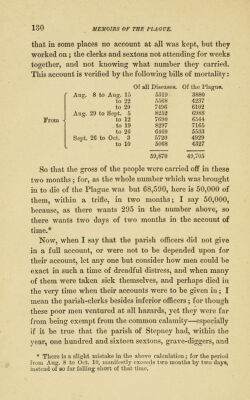 130 MEMOIRS OF THE PLAGUE.
that in some places no account at all was kept, but they
worked on; the clerks and sextons not attending for weeks
together, and not knowing what number they carried.
This account is verified by the following bills of mortality:
Of all Diseases. Of the Plague.
From { Aug. 8 to Aug. 15 5319 3880
to 22 5568 4237
to 29 7496 6102
Aug. 29 to Sept. 5 8252 6988
to 12 7690 6544
to 19 8297 7165
to 26 6460 5533
Sept. 26 to Oct. 3 5720 4929
to 10 5068 4327
59,870 49,705
So that the gross of the people were carried off in these
two months; for, as the whole number which was brought
in to die of the Plague was but 68,590, here is 50,000 of
them, within a trifle, in two months; I say 50,000,
because, as there wants 295 in the number above, so
there wants two days of two months in the account of
time.*
Now, when I say that the parish officers did not give
in a full account, or were not to be depended upon for
their account, let any one but consider how men could be
exact in such a time of dreadful distress, and when many
of them were taken sick themselves, and perhaps died in
the very time when their accounts were to be given in; I
mean the parish-clerks besides inferior officers; for though
these poor men ventured at all hazards, yet they were far
from being exempt from the common calamity—especially
if it be true that the parish of Stepney had, within the
year, one hundred and sixteen sextons, grave-diggers, and
* There is a slight mistake in the above calculation; for the period
from Aug. 8 to Oct. 10, manifestly exceeds two months by two days,
instead of so far falling short of that time.